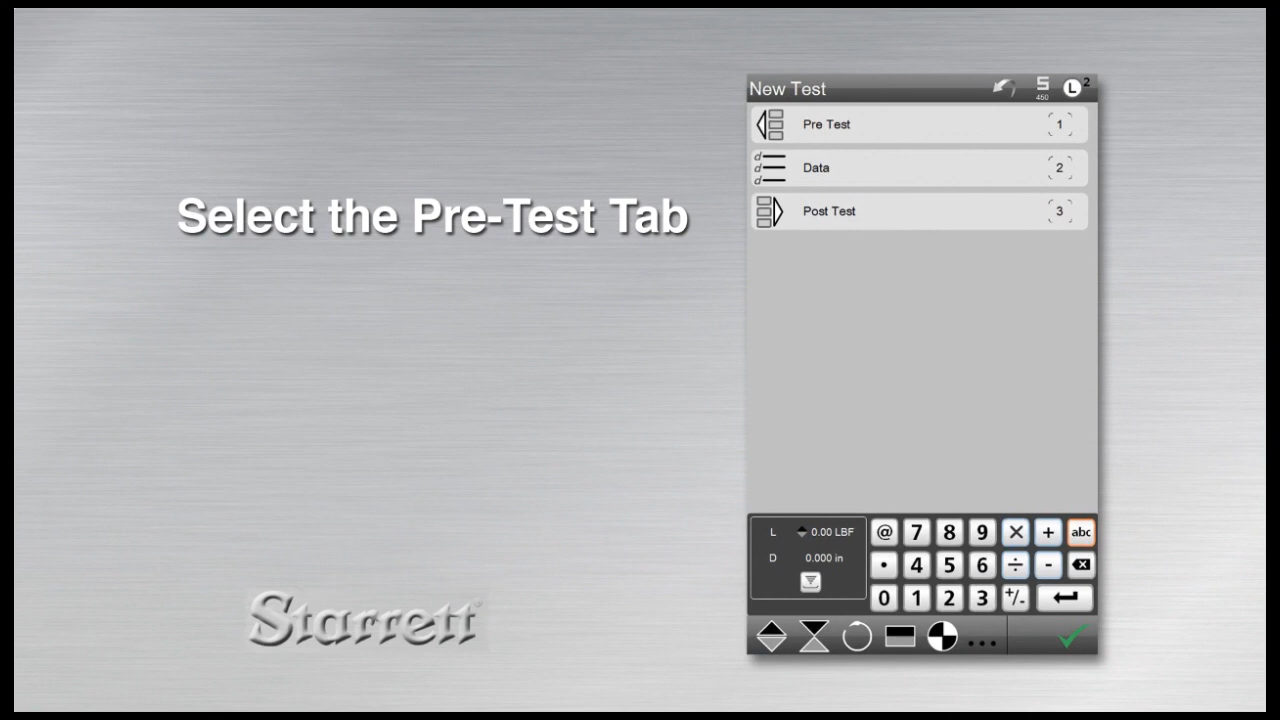 New Test
S
450
L 2
Pre Test 1
d
d
d
Data 2
Post Test 3
Select the Pre-Test Tab
L 0.00 LBF
D 0.000 in
@ 7 8 9 × + abc
. 4 5 6 ÷ -
0 1 2 3 +/-
...
Starrett